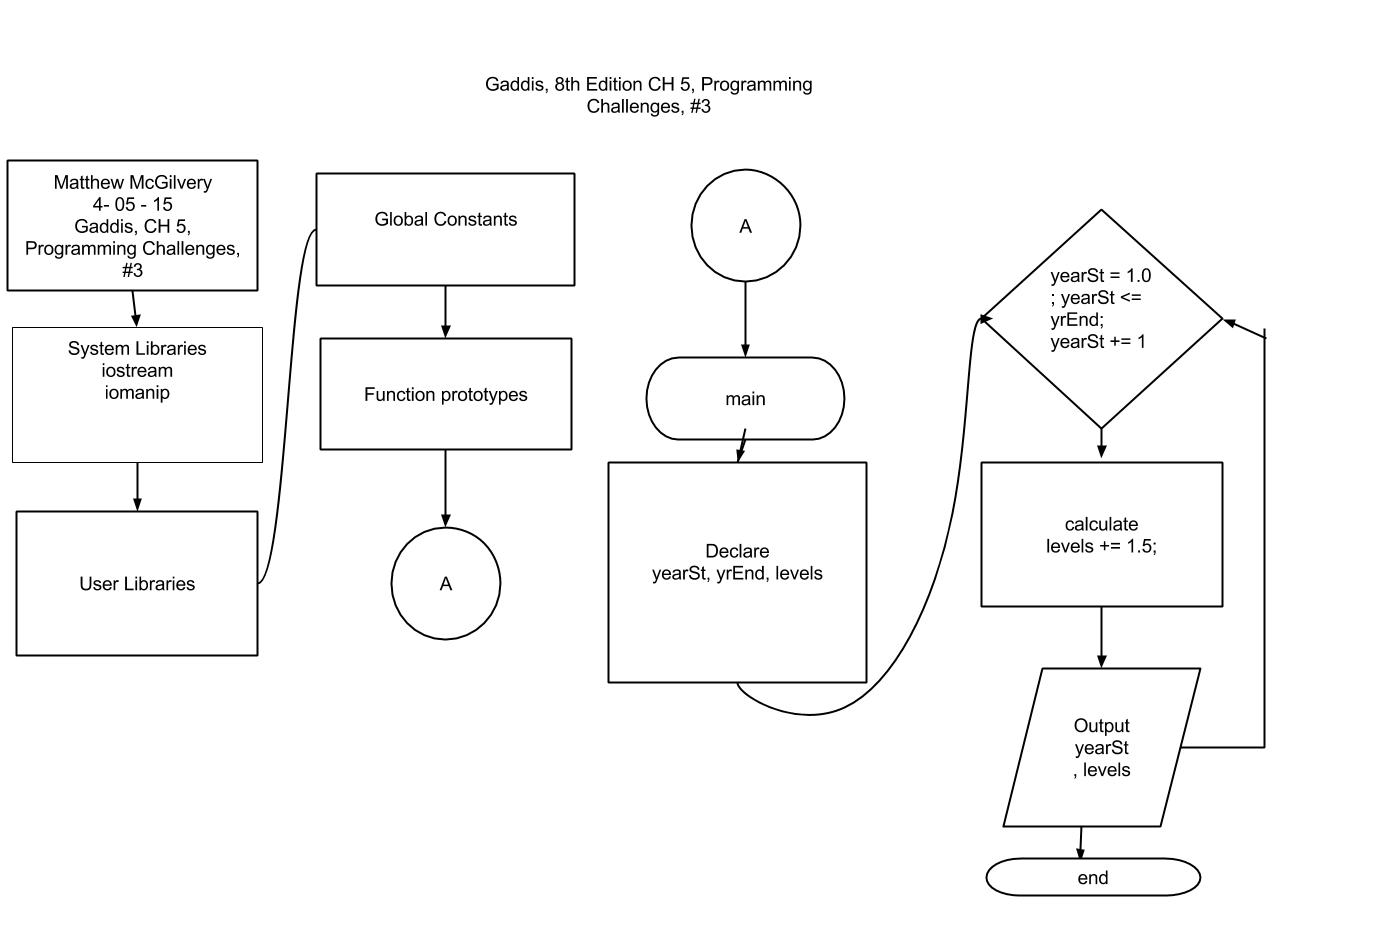 Gaddis, 8th Edition CH 5, Programming
Challenges, #3
Matthew McGilvery
4- 05 - 15
Gaddis, CH 5,
Programming Challenges,
#3
System Libraries
iostream
iomanip
User Libraries
Global Constants
Function prototypes
A
A
main
Declare
yearSt, yrEnd, levels
yearSt = 1.0
; yearSt <=
yrEnd;
yearSt += 1
calculate
levels += 1.5;
Output
yearSt
, levels
end